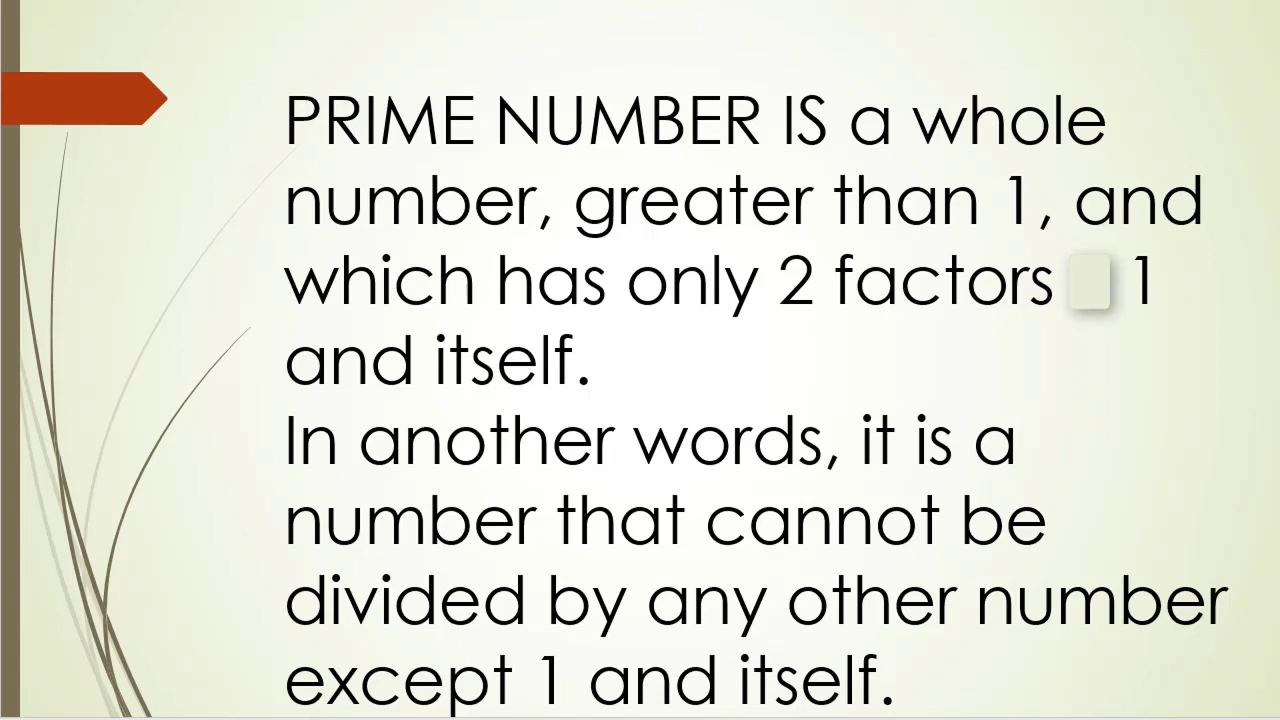 PRIME NUMBER IS a whole
number, greater than 1, and
which has only 2 factors 1
and itself.
In another words, it is a
number that cannot be
divided by any other number
except 1 and itself.